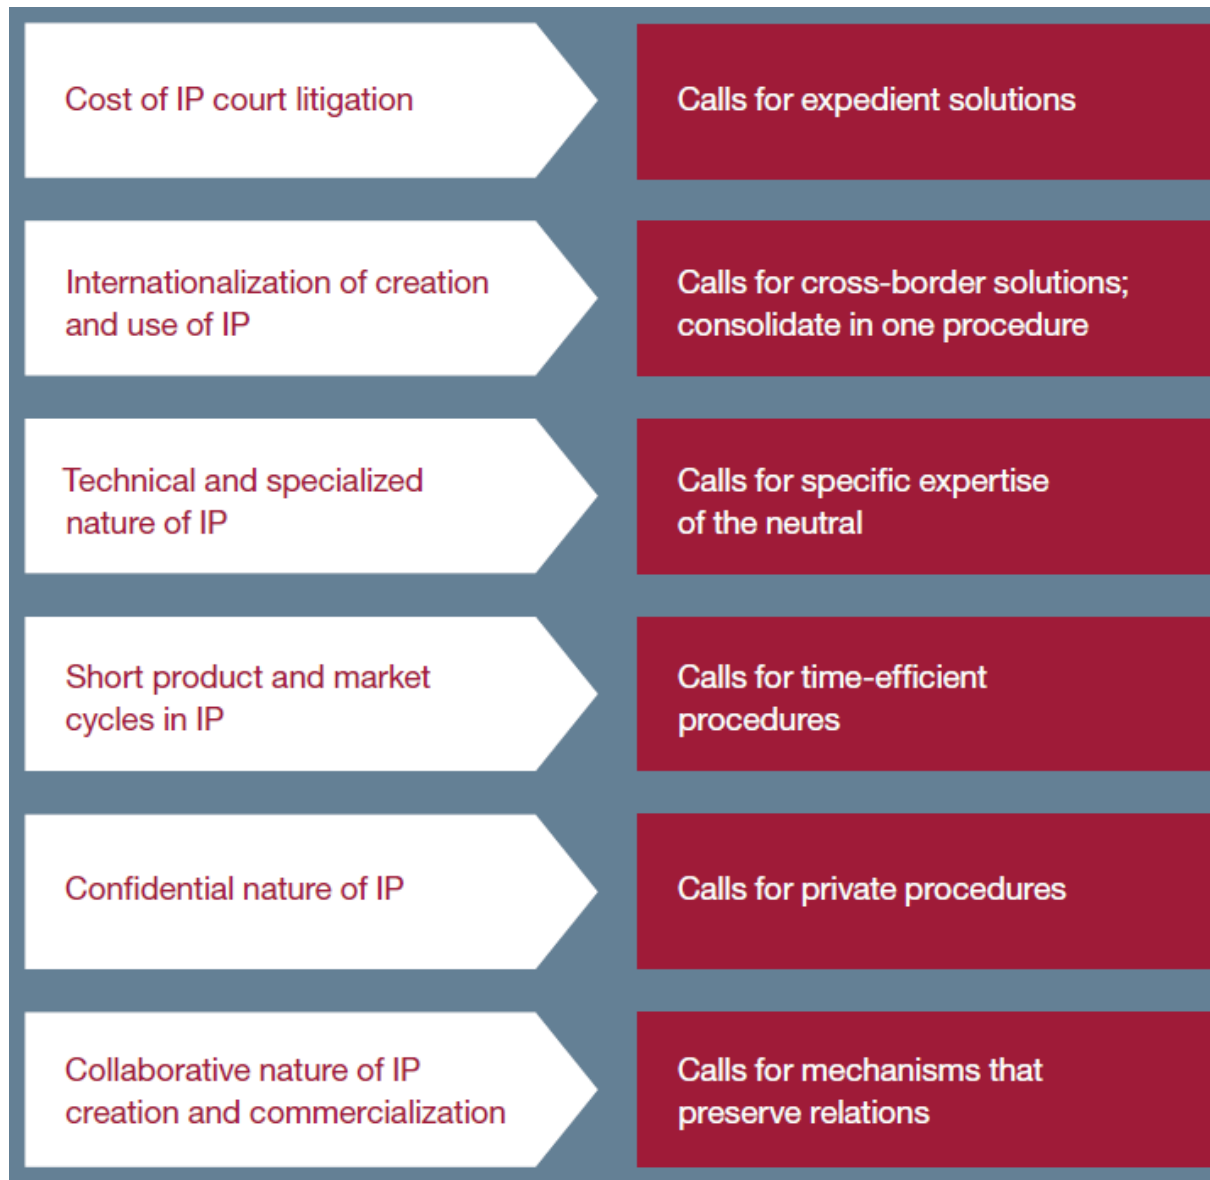 Cost of IP court litigation
Calls for expedient solutions
Internationalization of creation
and use of IP
Calls for cross-border solutions;
consolidate in one procedure
Technical and specialized
nature of IP
Calls for specific expertise
of the neutral
Short product and market
cycles in IP
Calls for time-efficient
procedures
Confidential nature of IP
Calls for private procedures
Collaborative nature of IP
creation and commercialization
Calls for mechanisms that
preserve relations